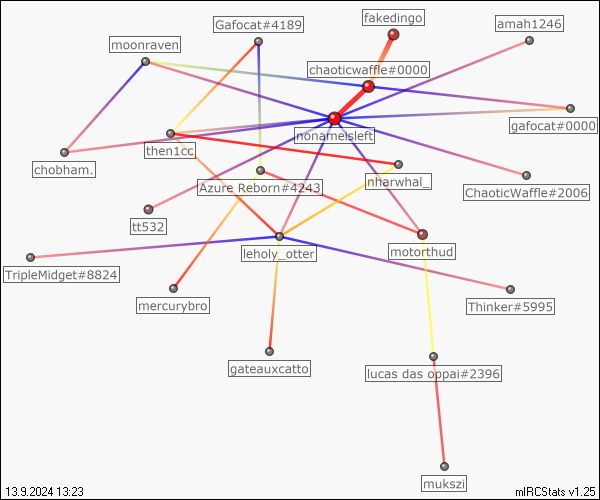 Gafocat#4189
fakedingo
amah1246
moonraven
chaoticwaffle#0000
gafocat#0000
nonameisleft
then1cc
chobham.
nharwhal_
Azure Reborn#4243
ChaoticWaffle#2006
tt532
leholy_otter
motorthud
TripleMidget#8824
mercurybro
Thinker#5995
gateauxcatto
lucas das oppai#2396
mukszi
13.9.2024 13:23
mIRCStats v1.25